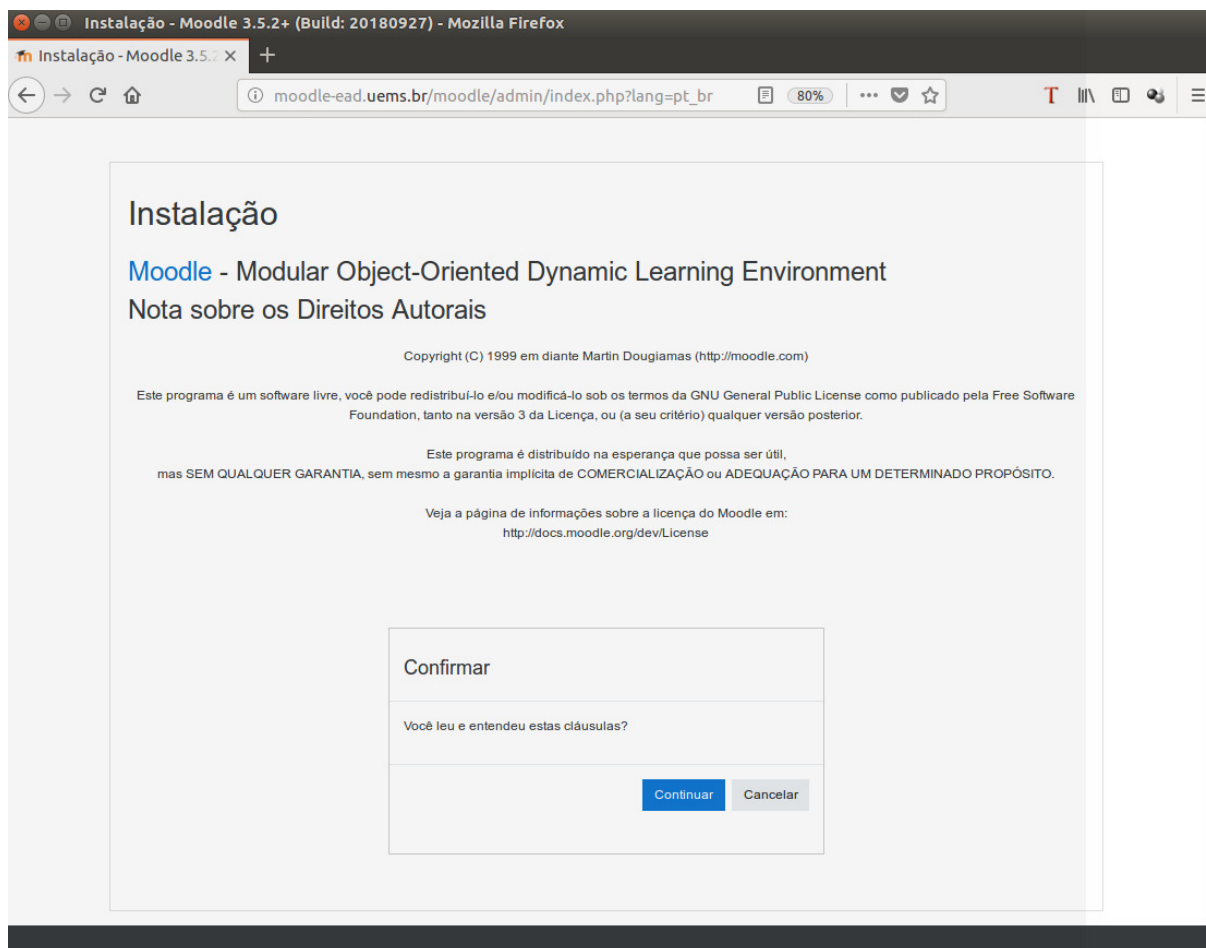 Instalação - Moodle 3.5.2+ (Build: 20180927) - Mozilla Firefox
Instalação - Moodle 3.5.2
moodle-ead.uems.br/moodle/admin/index.php?lang=pt_br 80%
Instalação
Moodle - Modular Object-Oriented Dynamic Learning Environment
Nota sobre os Direitos Autorais
Copyright (C) 1999 em diante Martin Dougiamas (http://moodle.com)
Este programa é um software livre, você pode redistribuí-lo e/ou modificá-lo sob os termos da GNU General Public License como publicado pela Free Software
Foundation, tanto na versão 3 da Licença, ou (a seu critério) qualquer versão posterior.
Este programa é distribuído na esperança que possa ser útil,
mas SEM QUALQUER GARANTIA, sem mesmo a garantia implícita de COMERCIALIZAÇÃO ou ADEQUAÇÃO PARA UM DETERMINADO PROPÓSITO.
Veja a página de informações sobre a licença do Moodle em:
http://docs.moodle.org/dev/License
Confirmar
Você leu e entendeu estas cláusulas?
Continuar Cancelar